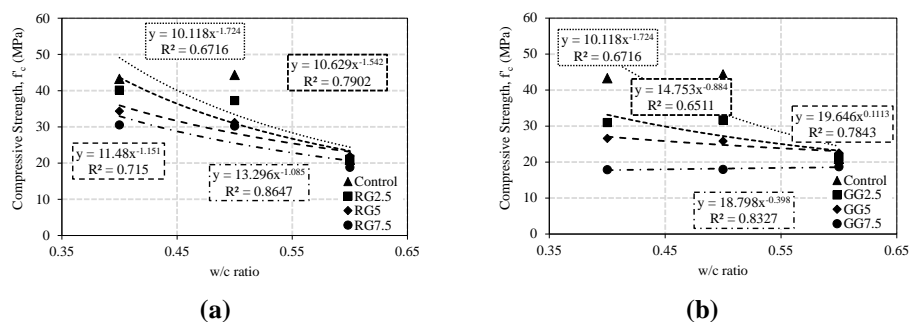 Compressive Strength, f'c (MPa)
60
50
40
30
20
10
0
0.35
0.45
0.55
0.65
w/c ratio
y = 10.118x^-1.724
R² = 0.6716
y = 10.629x^-1.542
R² = 0.7902
y = 11.48x^-1.151
R² = 0.715
y = 13.296x^-1.085
R² = 0.8647
Control
RG2.5
RG5
RG7.5
(a)
Compressive Strength, f'c (MPa)
60
50
40
30
20
10
0
0.35
0.45
0.55
0.65
w/c ratio
y = 10.118x^-1.724
R² = 0.6716
y = 14.753x^-0.884
R² = 0.6511
y = 19.646x^0.1113
R² = 0.7843
y = 18.798x^-0.398
R² = 0.8327
Control
GG2.5
GG5
GG7.5
(b)